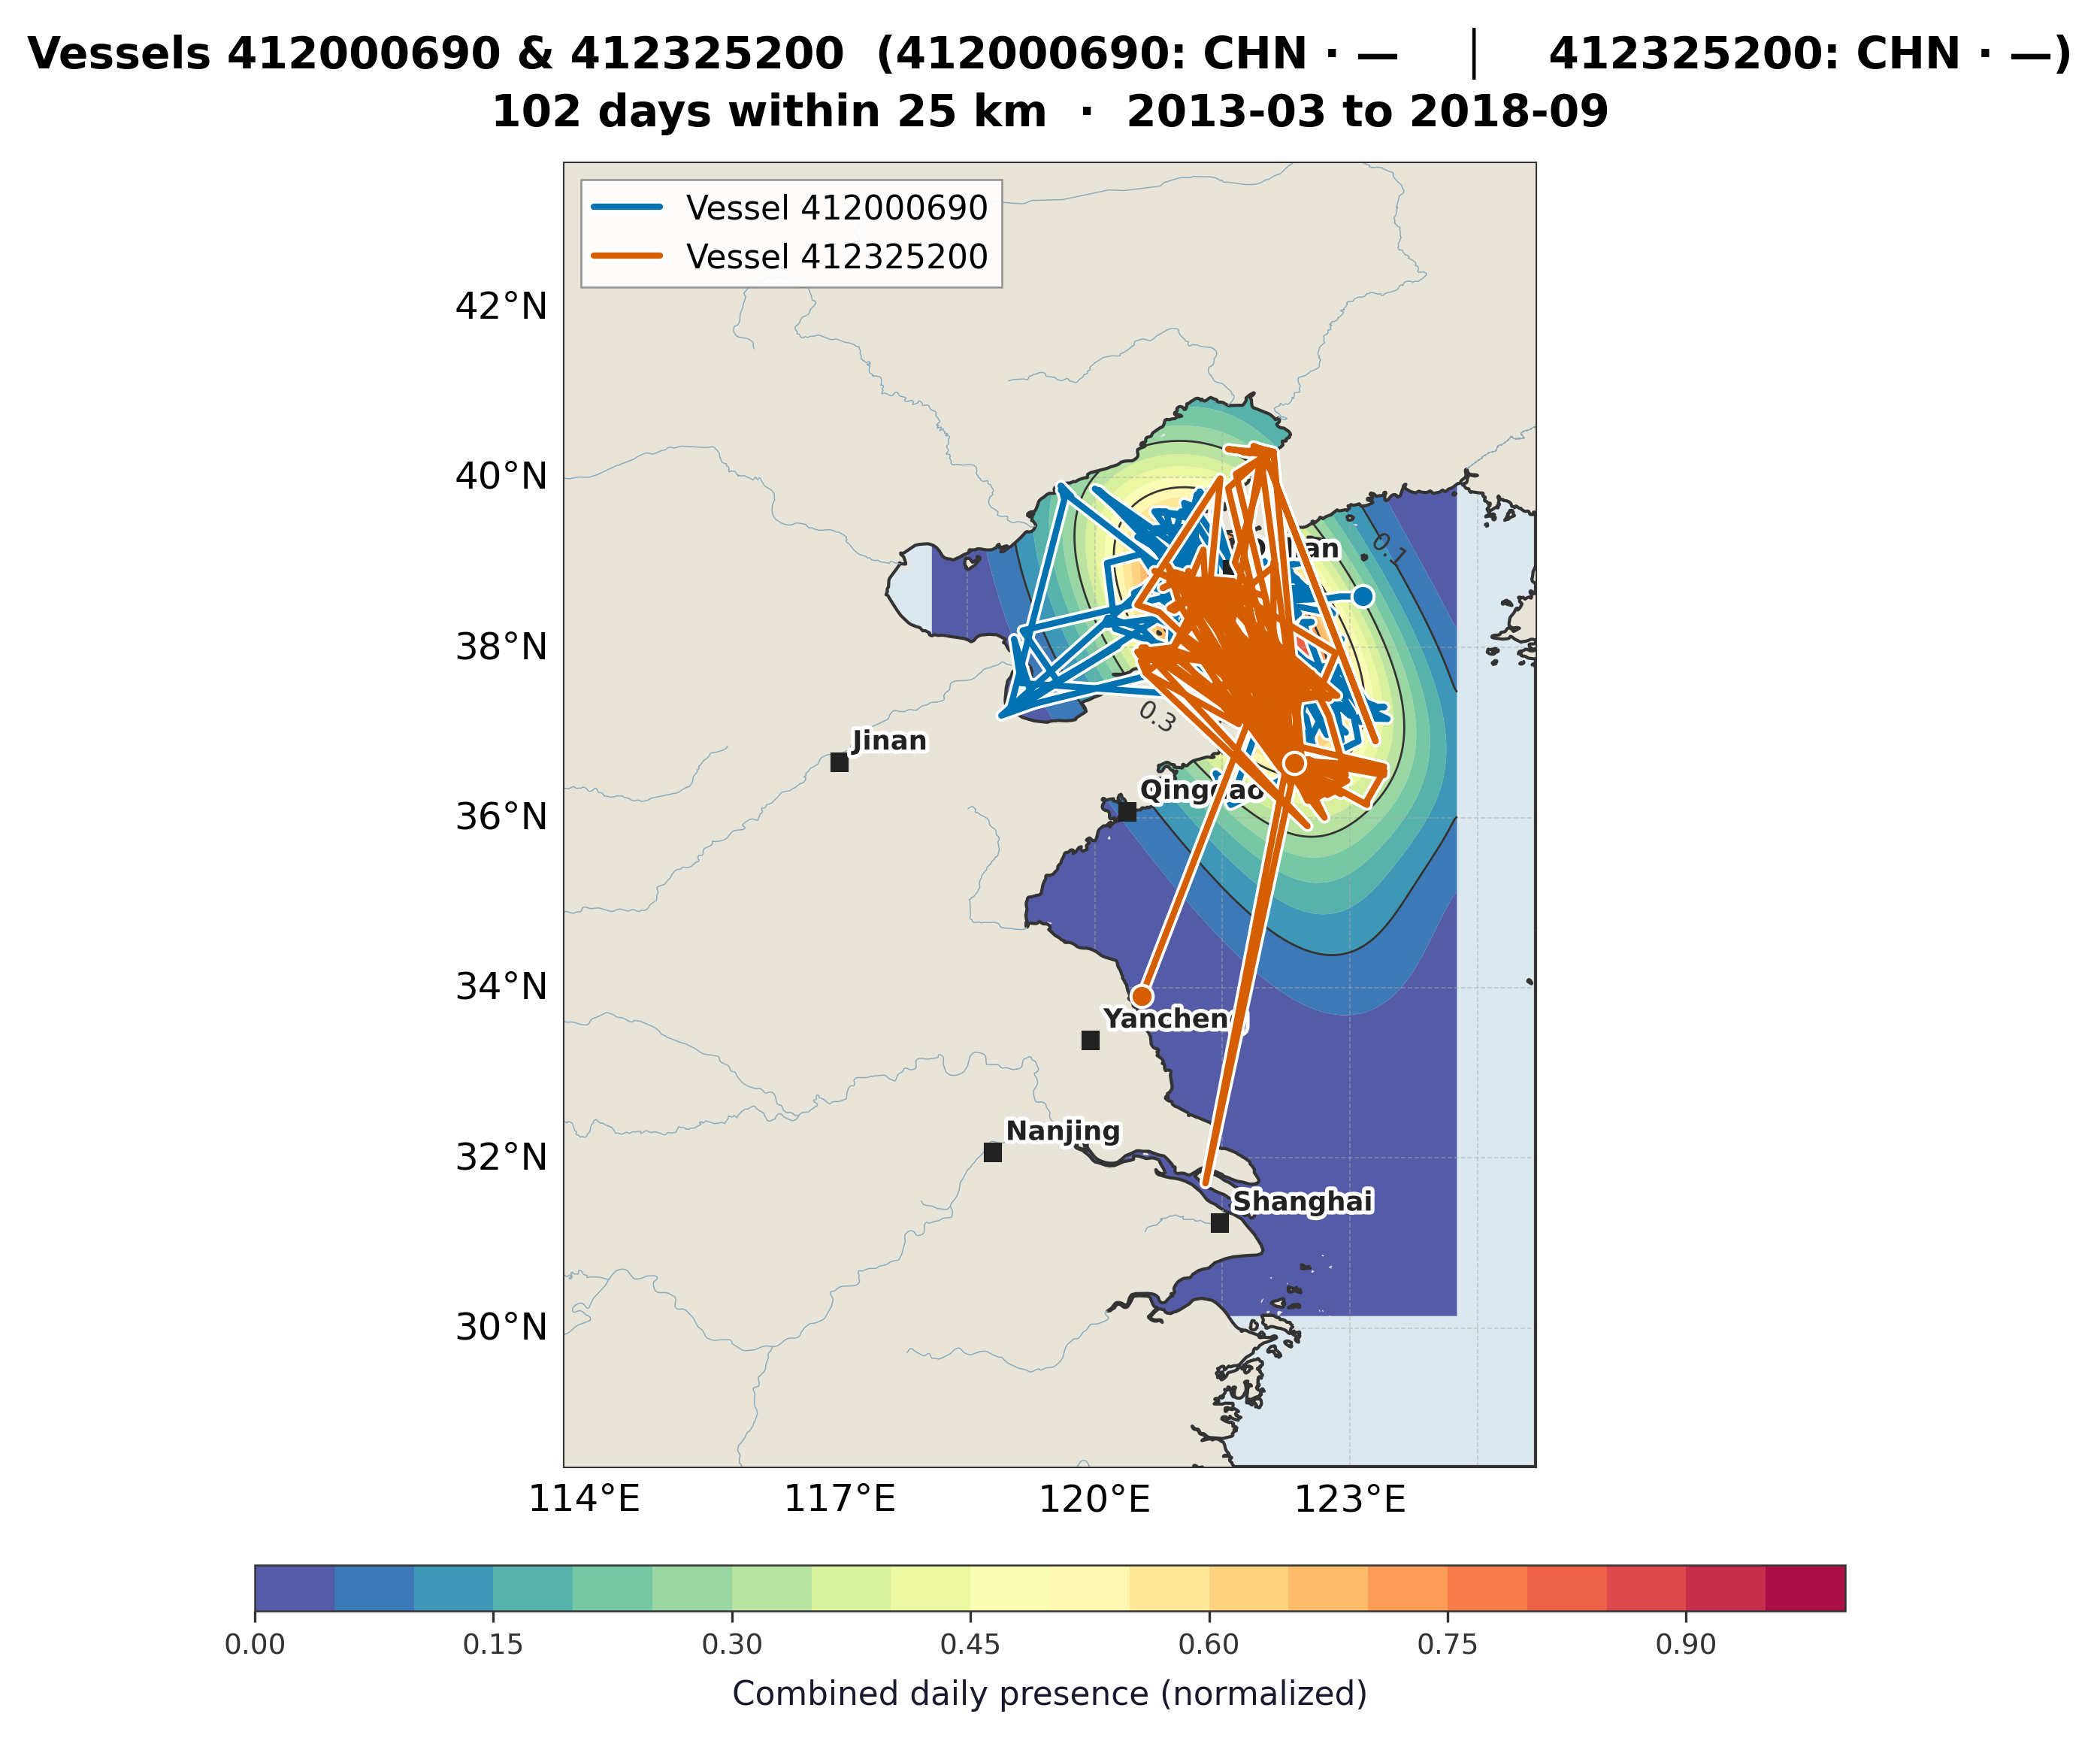 Vessels 412000690 & 412325200 (412000690: CHN · — │ 412325200: CHN · —)
102 days within 25 km · 2013-03 to 2018-09
Vessel 412000690
Vessel 412325200
42°N
40°N
38°N
36°N
34°N
32°N
30°N
0.1
0.3
Jinan
Qingdao
Nanjing
Shanghai
114°E 117°E 120°E 123°E
0.00 0.15 0.30 0.45 0.60 0.75 0.90
Combined daily presence (normalized)